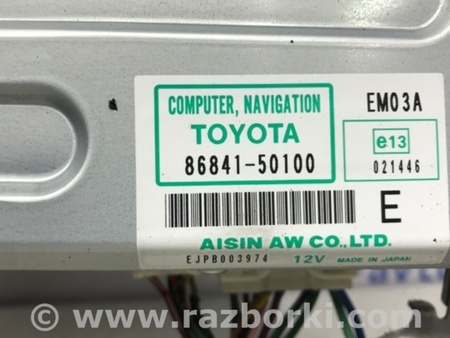 COMPUTER, NAVIGATION
TOYOTA
86841-50100
EM03A
e13
021446
E
AISIN AW CO.,LTD.
EJPB003974 12V MADE IN JAPAN
© www.razborki.com